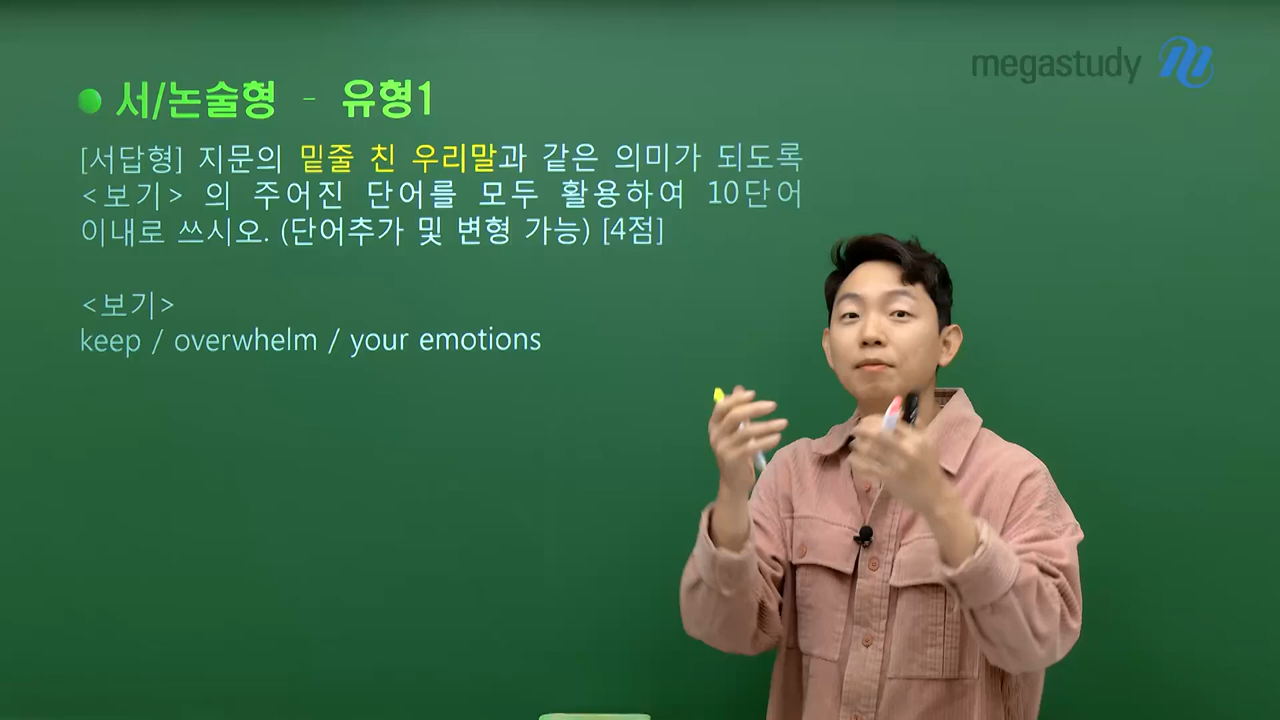 megastudy
서/논술형 - 유형1
[서답형] 지문의 밑줄 친 우리말과 같은 의미가 되도록
<보기> 의 주어진 단어를 모두 활용하여 10단어
이내로 쓰시오. (단어추가 및 변형 가능) [4점]
<보기>
keep / overwhelm / your emotions